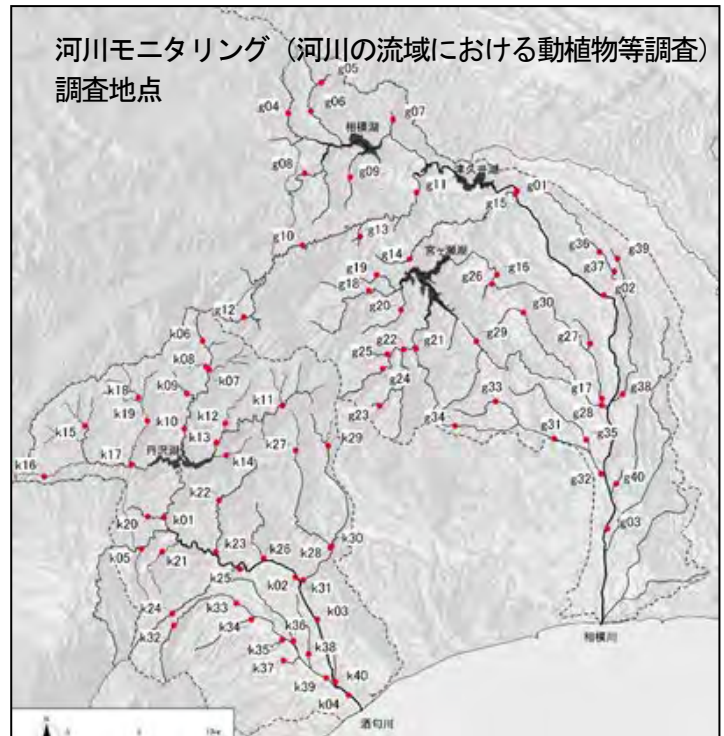 河川モニタリング（河川の流域における動植物等調査）
調査地点
g05
g04
g06
g07
相模湖
g08
g09
津久井湖
g11
g01
g15
g10
g13
g14
宮ヶ瀬湖
g36
g39
g37
g19
g18
g26
g16
g02
g12
g20
g30
k06
g22
g21
g29
g27
k08
k07
g25
g24
k18
k09
k11
g23
g33
g17
g38
g28
k15
k19
k10
k12
g34
g31
g35
k13
k27
k29
k17
丹沢湖
k14
k16
g32
g40
k22
k20
k01
g03
k05
k21
k23
k26
k28
k30
k25
k02
k31
k24
k33
k03
k32
k34
k36
相模川
k35
k38
k37
k39
k40
k04
酒匂川
N
0